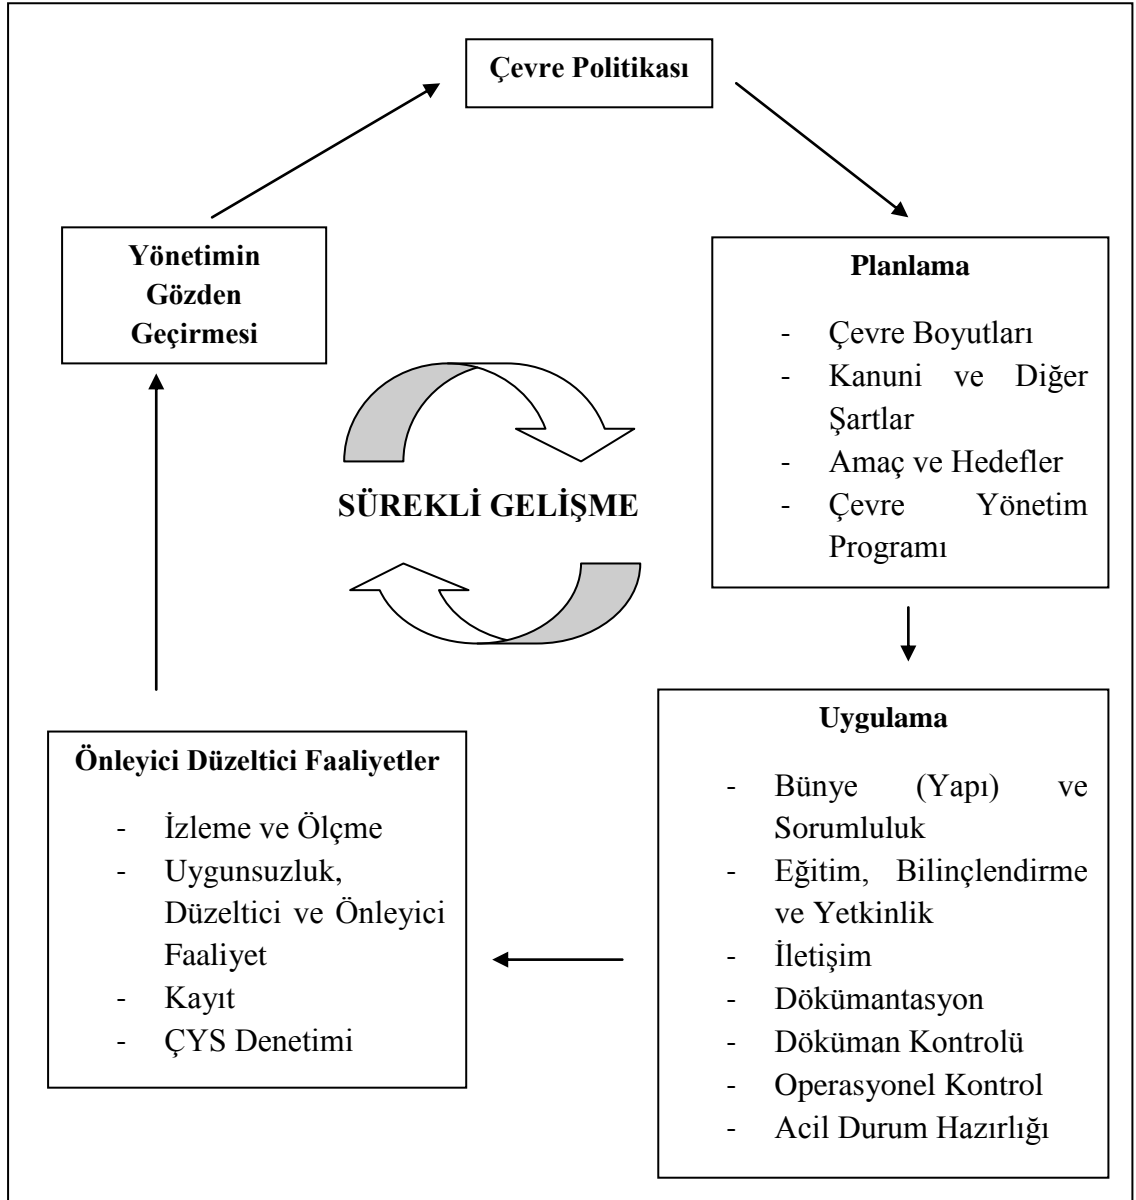 Çevre Politikası
Planlama
- Çevre Boyutları
- Kanuni ve Diğer
Şartlar
- Amaç ve Hedefler
- Çevre Yönetim
Programı
Uygulama
- Bünye (Yapı) ve
Sorumluluk
- Eğitim, Bilinçlendirme
ve Yetkinlik
- İletişim
- Dökümantasyon
- Döküman Kontrolü
- Operasyonel Kontrol
- Acil Durum Hazırlığı
Önleyici Düzeltici Faaliyetler
- İzleme ve Ölçme
- Uygunsuzluk,
Düzeltici ve Önleyici
Faaliyet
- Kayıt
- ÇYS Denetimi
Yönetimin
Gözden
Geçirmesi
SÜREKLİ GELİŞME